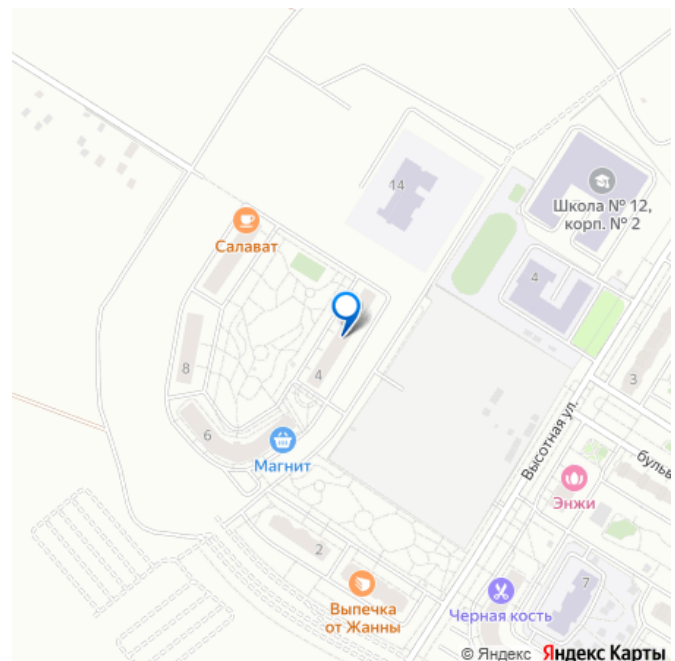 14
Школа № 12,
корп. № 2
Салават
4
8
4
3
6
Магнит
Высотная ул.
бульва
Энжи
2
7
Выпечка
от Жанны
Черная кость
© Яндекс Яндекс Карты